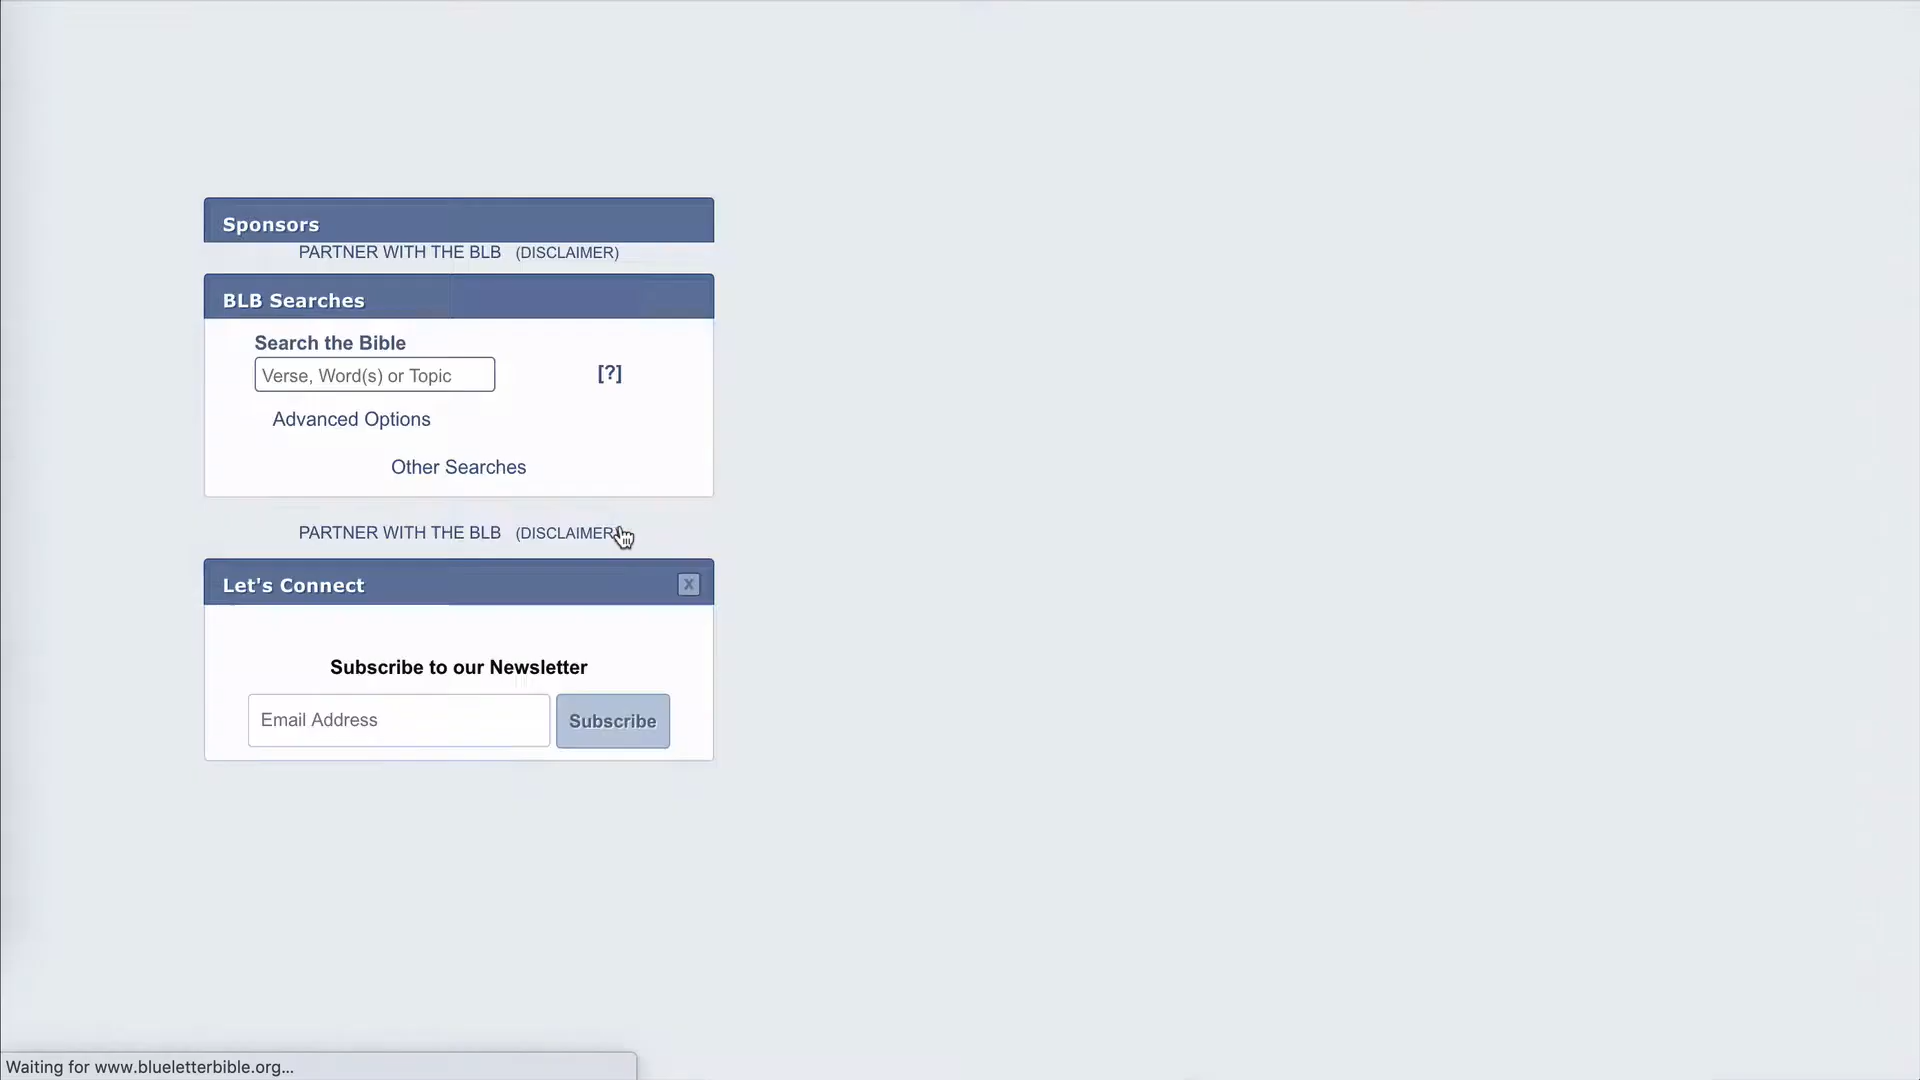 Sponsors
PARTNER WITH THE BLB (DISCLAIMER)
BLB Searches
Search the Bible
Verse, Word(s) or Topic
[?]
Advanced Options
Other Searches
PARTNER WITH THE BLB (DISCLAIMER)
Let's Connect
X
Subscribe to our Newsletter
Email Address
Subscribe
Waiting for www.blueletterbible.org...